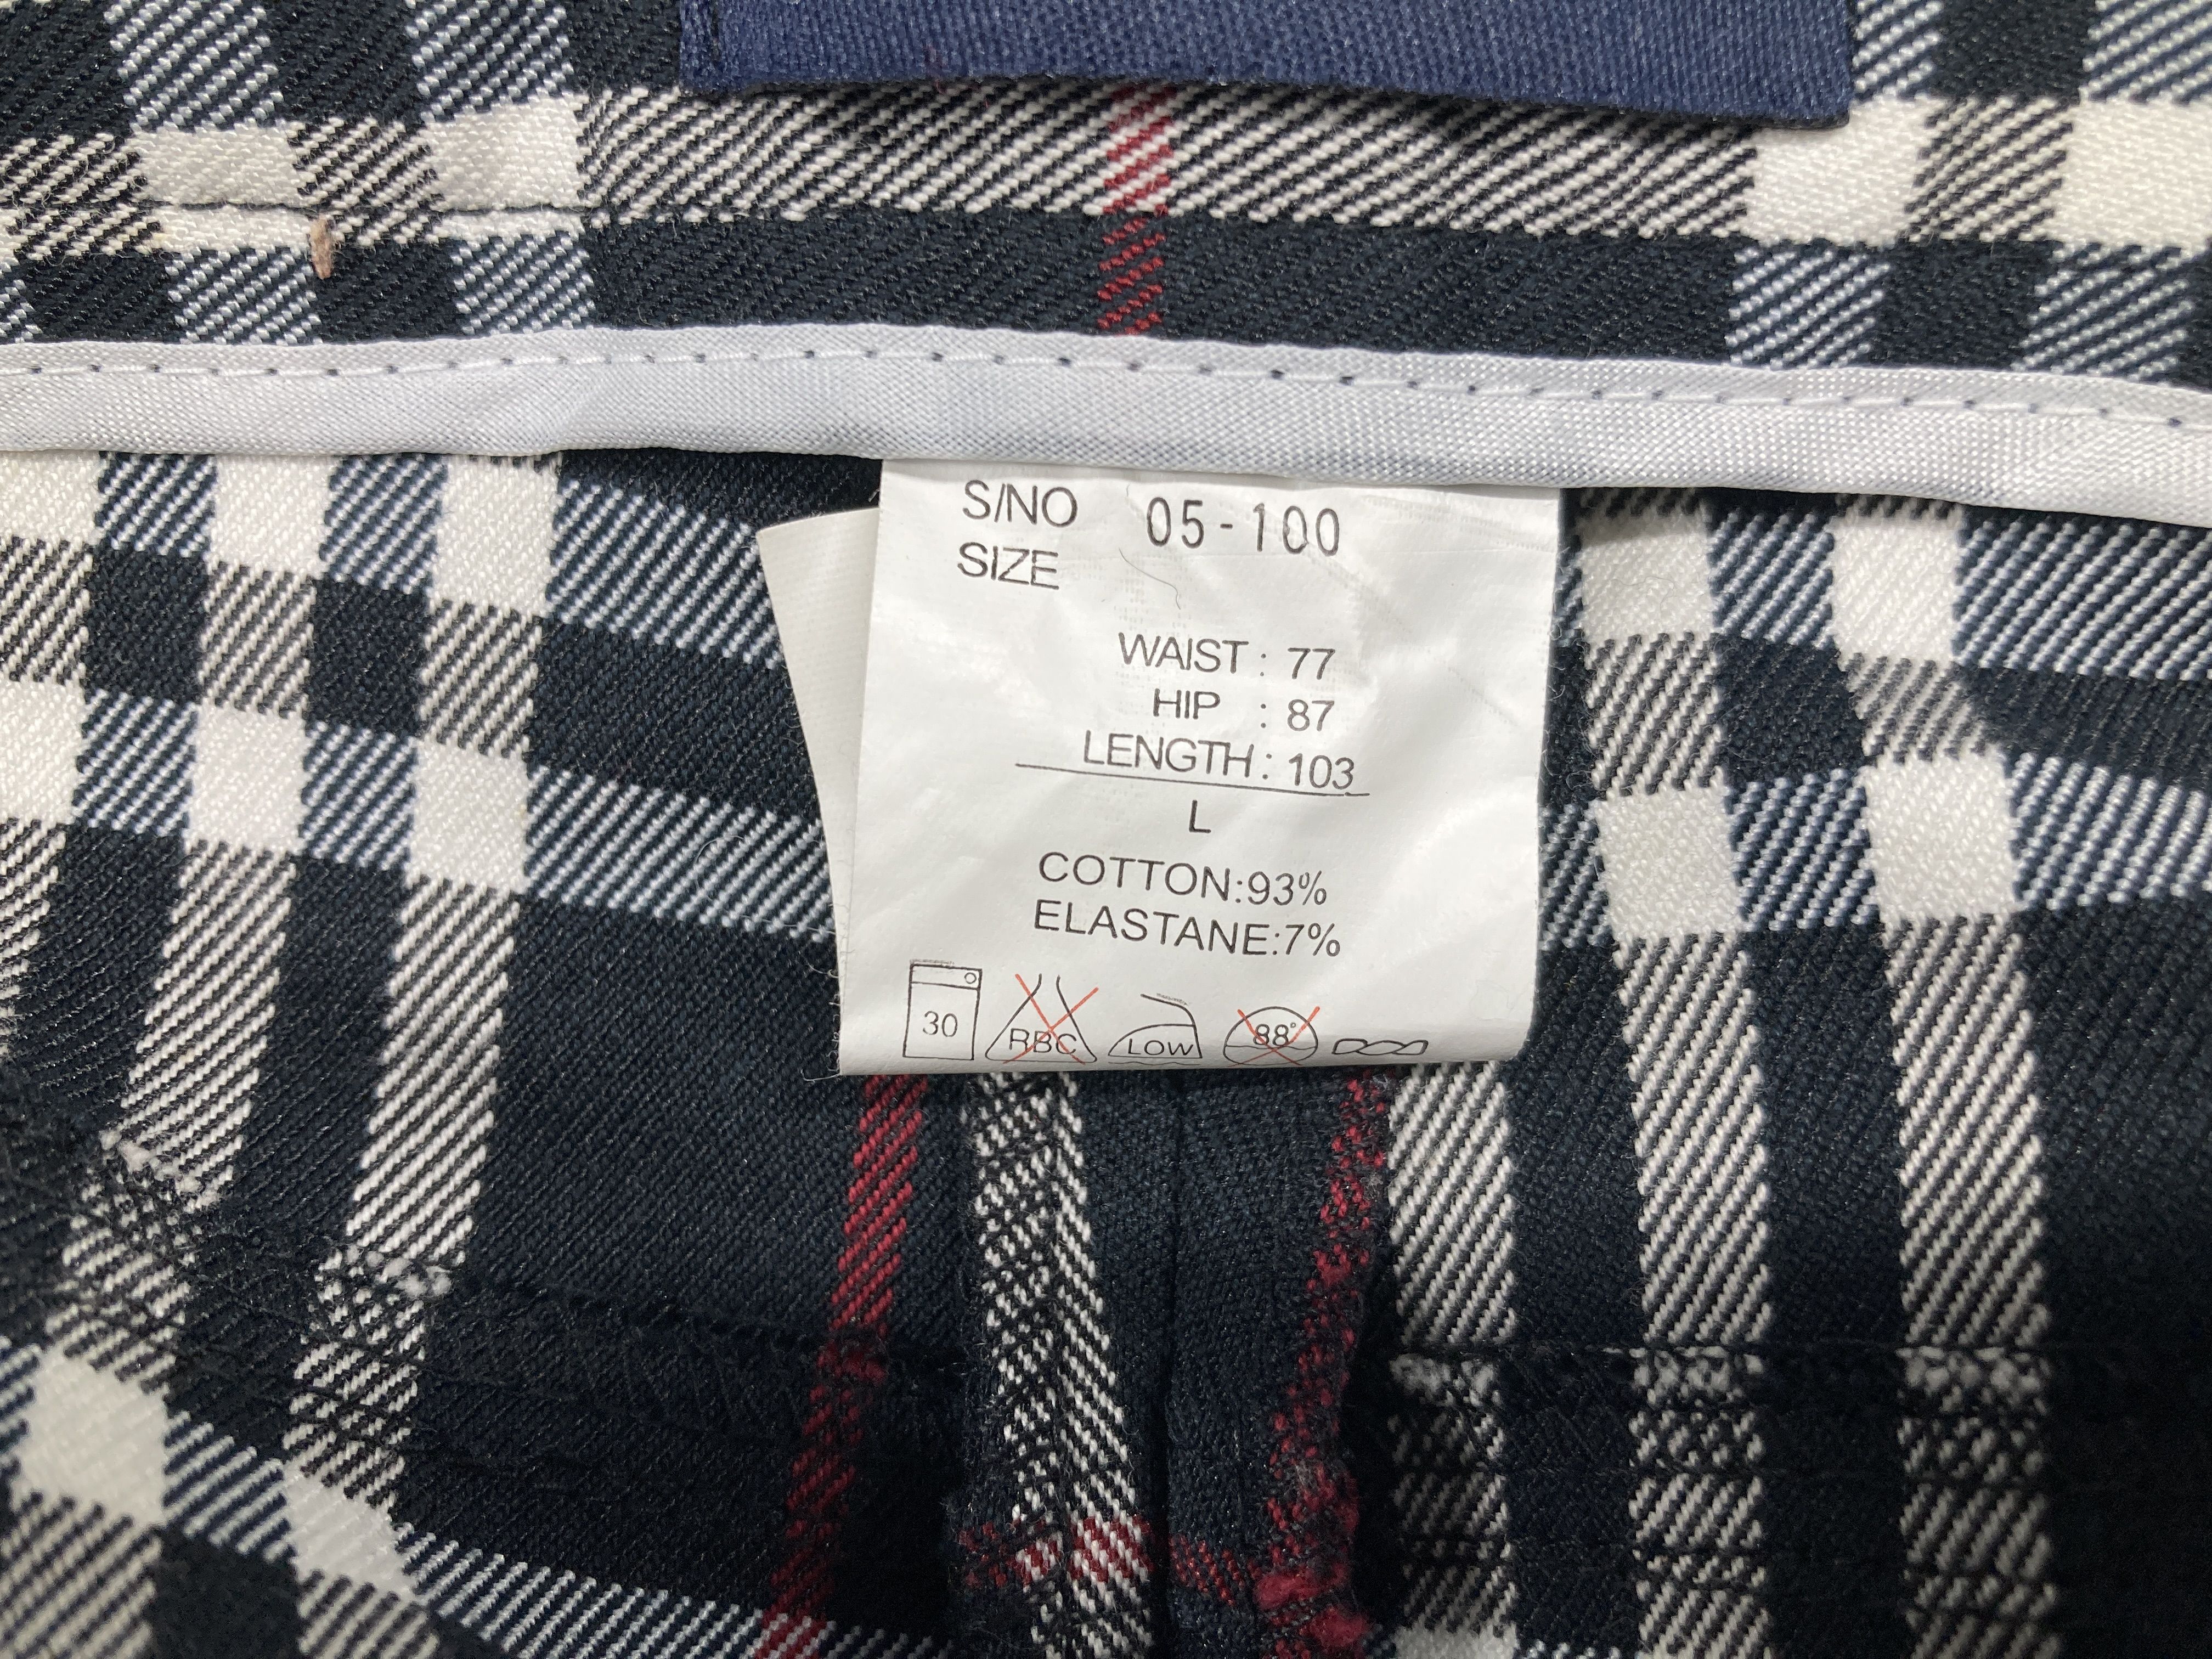 S/NO 05-100
SIZE
WAIST : 77
HIP : 87
LENGTH : 103
L
COTTON:93%
ELASTANE:7%
30 RBC LOW 88°